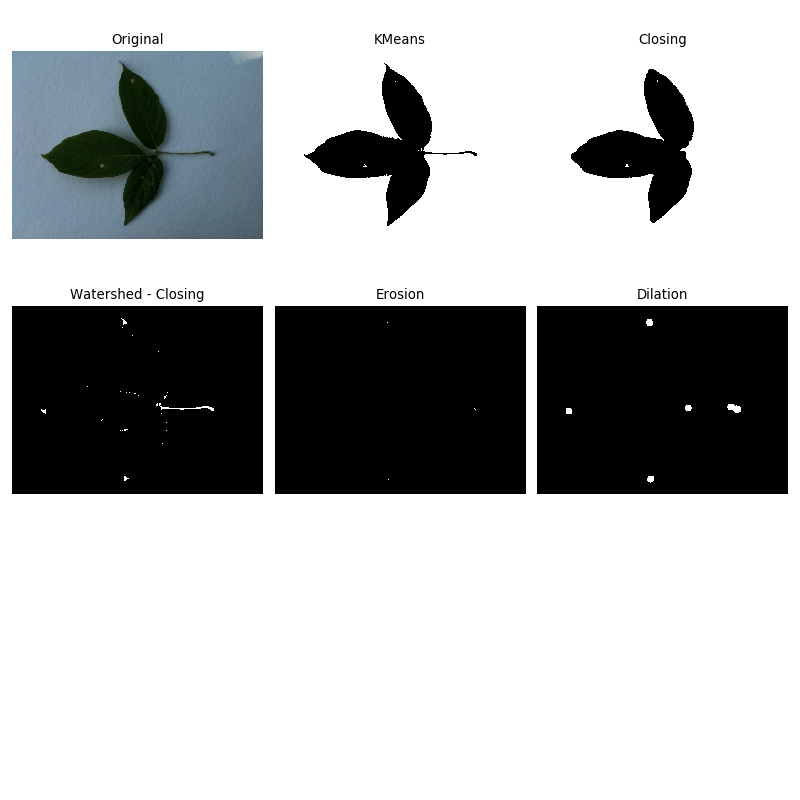 Original
KMeans
Closing
Watershed - Closing
Erosion
Dilation